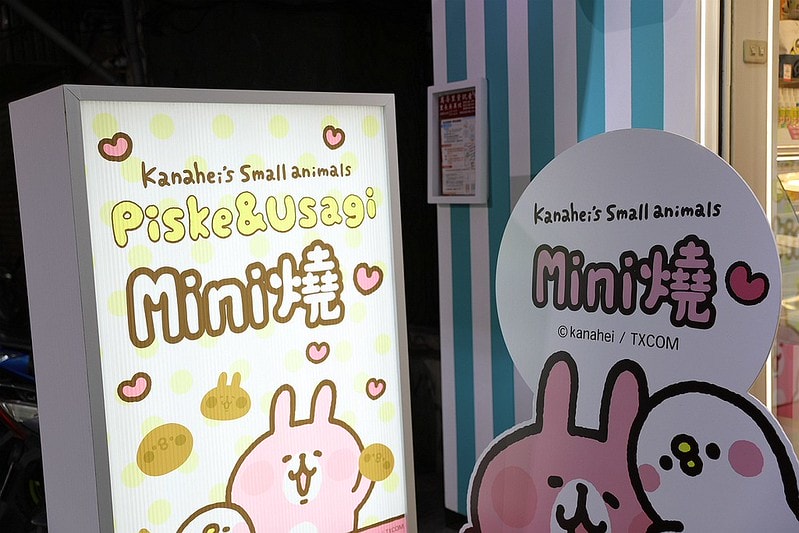 Kanahei's Small animals
Piske&Usagi
Mini燒
TXCOM
Kanahei's Small animals
Mini燒
©kanahei / TXCOM